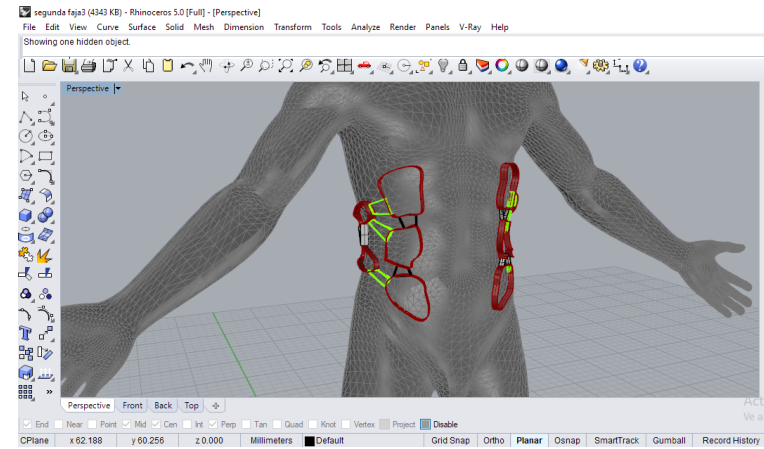 segunda faja3 (4343 KB) - Rhinoceros 5.0 [Full] - [Perspective]
File Edit View Curve Surface Solid Mesh Dimension Transform Tools Analyze Render Panels V-Ray Help
Showing one hidden object.
Perspective
Perspective Front Back Top
End Near Point Mid Cen Int Perp Tan Quad Knot Vertex Project Disable
CPlane x 62.188 y 60.256 z 0.000 Millimeters Default Grid Snap Ortho Planar Osnap SmartTrack Gumball Record History